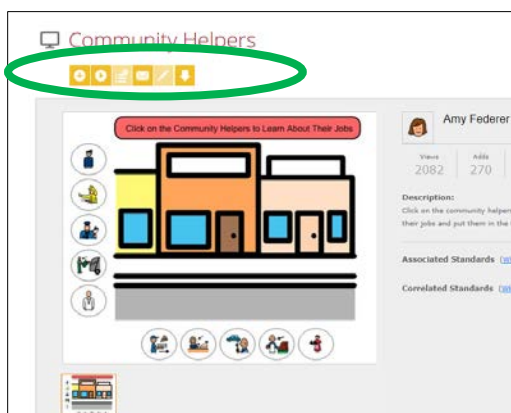 Community Helpers
Click on the Community Helpers to Learn About Their Jobs
Amy Federer
Views Adds
2082 270
Description:
Click on the community helpers
their jobs and put them in the
Associated Standards
Correlated Standards